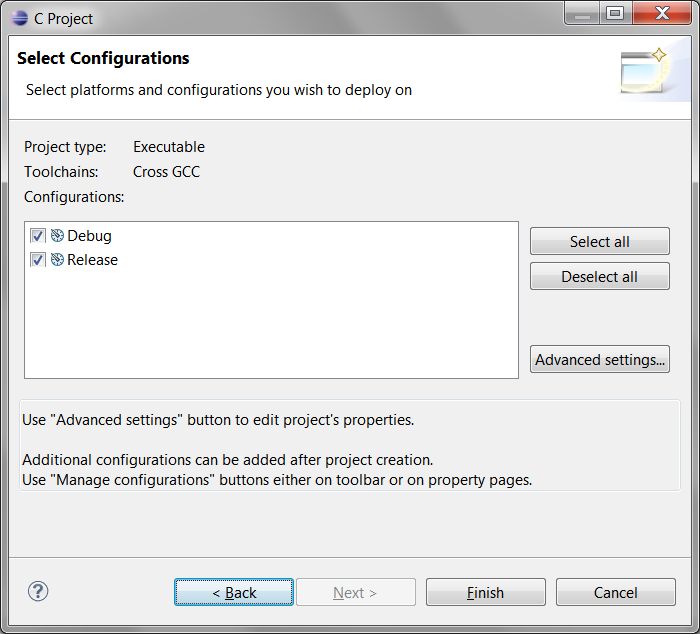 C Project
Select Configurations
Select platforms and configurations you wish to deploy on
Project type: Executable
Toolchains: Cross GCC
Configurations:
Debug
Release
Select all
Deselect all
Advanced settings...
Use "Advanced settings" button to edit project's properties.
Additional configurations can be added after project creation.
Use "Manage configurations" buttons either on toolbar or on property pages.
?
< Back
Next >
Finish
Cancel